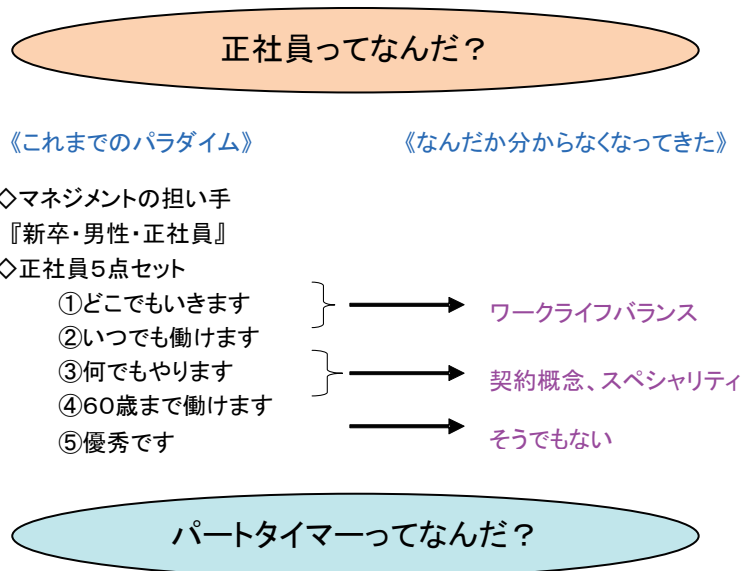 正社員ってなんだ？
《これまでのパラダイム》
《なんだか分からなくなってきた》
◇マネジメントの担い手
『新卒・男性・正社員』
◇正社員5点セット
①どこでもいきます
②いつでも働けます
ワークライフバランス
③何でもやります
④60歳まで働けます
契約概念、スペシャリティ
⑤優秀です
そうでもない
パートタイマーってなんだ？